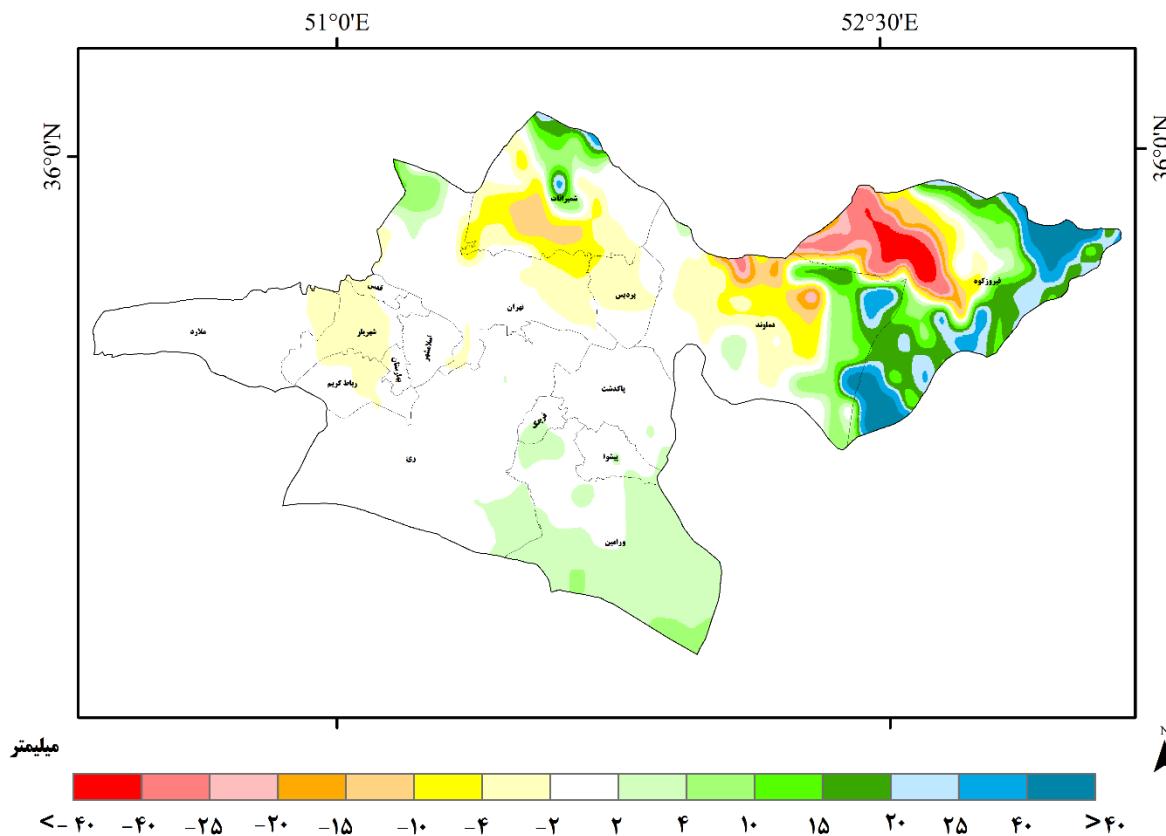 51°0'E 52°30'E
36°0'N 36°0'N
شمیرانات
فیروزکوه
قدس
پردیس
تهران
دماوند
ملارد
شهریار
اسلامشهر
بهارستان
رباط کریم
پاکدشت
قرچک
پیشوا
ری
ورامین
میلیمتر
N
<-۴۰ -۴۰ -۲۵ -۲۰ -۱۵ -۱۰ -۴ -۲ ۲ ۴ ۱۰ ۱۵ ۲۰ ۲۵ ۴۰ >۴۰